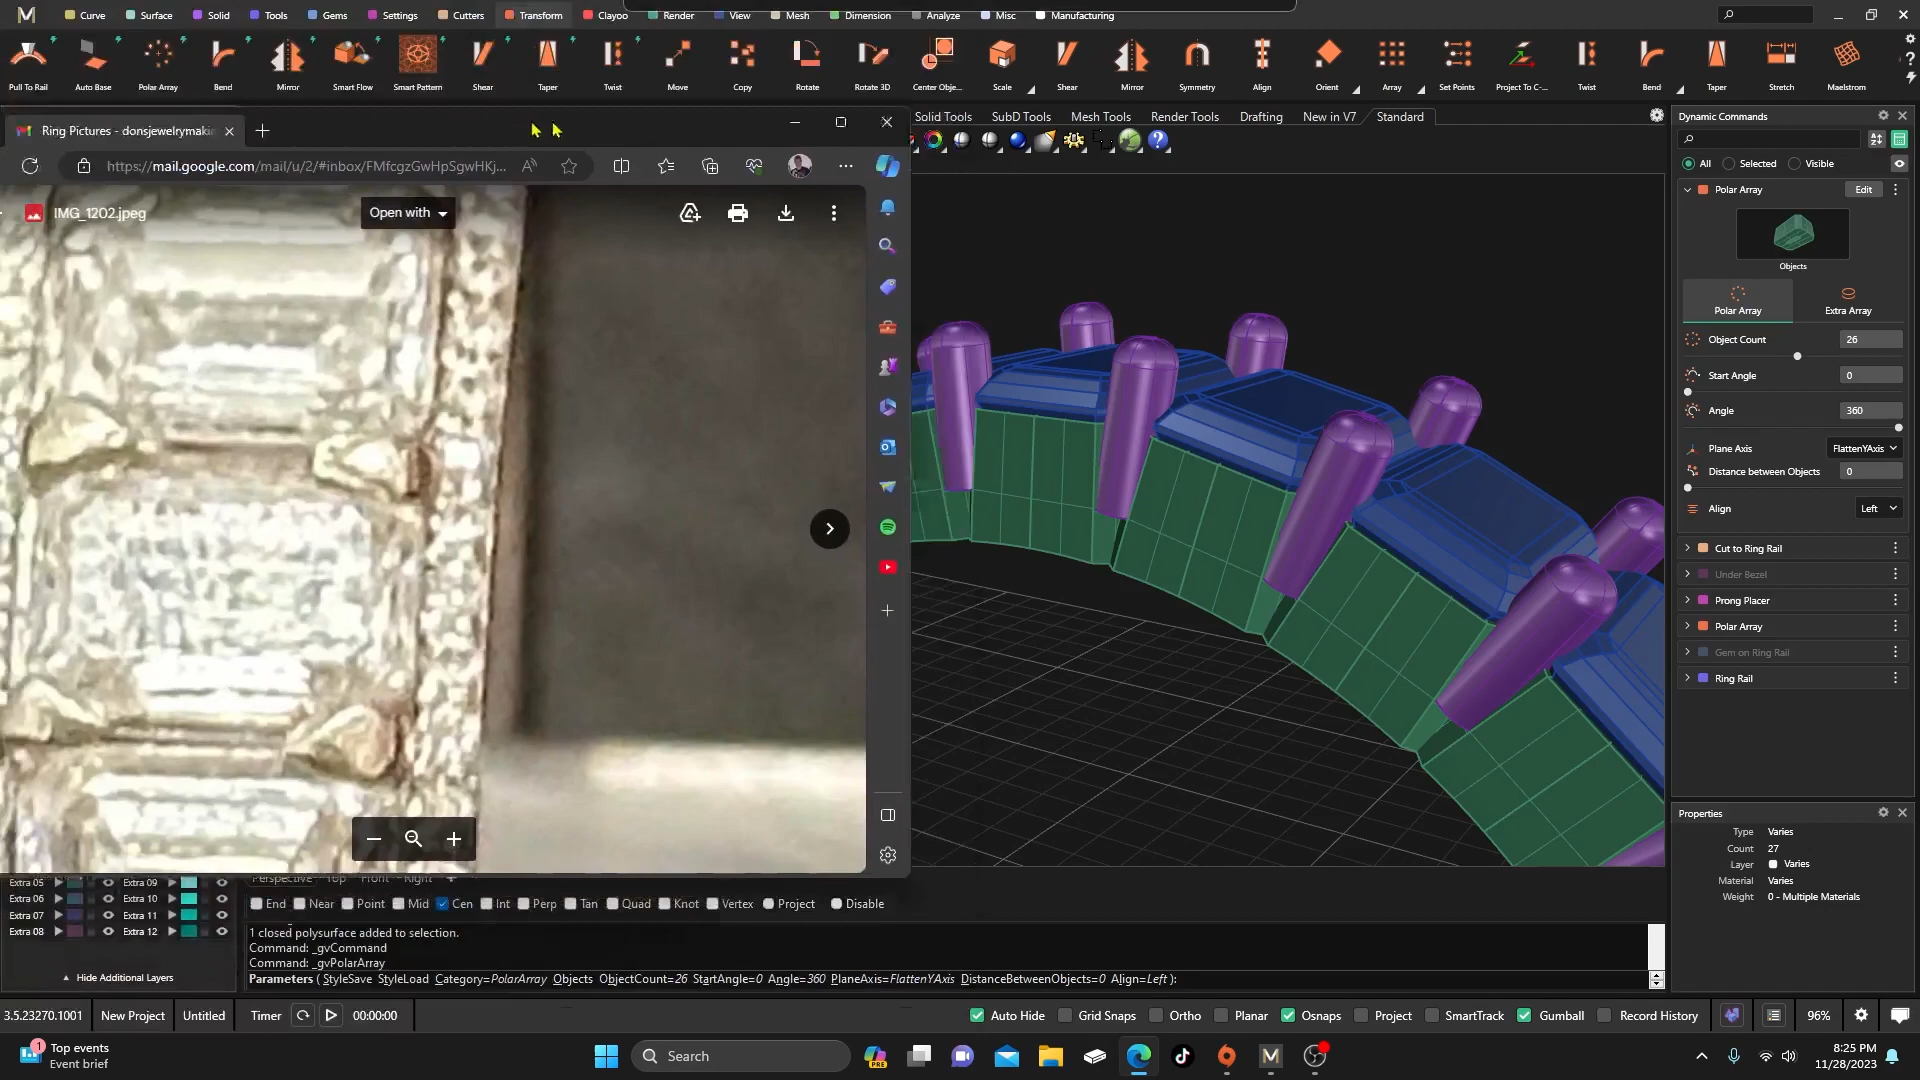 Curve Surface Solid Tools Gems Settings Cutters Transform Clayoo Render View Mesh Dimension Analyze Misc Manufacturing
Pull To Rail Auto Base Polar Array Bend Mirror Smart Flow Smart Pattern Shear Taper Twist Move Copy Rotate Rotate 3D Center Obje... Scale Shear Mirror Symmetry Align Orient Array Set Points Project To C-... Twist Bend Taper Stretch Maelstrom
Ring Pictures - donsjewelrymakin
Solid Tools SubD Tools Mesh Tools Render Tools Drafting New in V7 Standard
https://mail.google.com/mail/u/2/#inbox/FMfcgzGwHpSgwHKj...
IMG_1202.jpeg
Open with
Dynamic Commands
All Selected Visible
Polar Array Edit
Objects
Polar Array Extra Array
Object Count 26
Start Angle 0
Angle 360
Plane Axis FlattenYAxis
Distance between Objects 0
Align Left
Cut to Ring Rail
Under Bezel
Prong Placer
Polar Array
Gem on Ring Rail
Ring Rail
Properties
Type Varies
Count 27
Layer Varies
Material Varies
Weight 0 - Multiple Materials
Perspective Top Front Right
Extra 05 Extra 09
Extra 06 Extra 10
Extra 07 Extra 11
Extra 08 Extra 12
Hide Additional Layers
End Near Point Mid Cen Int Perp Tan Quad Knot Vertex Project Disable
1 closed polysurface added to selection.
Command: _gvCommand
Command: _gvPolarArray
Parameters ( StyleSave StyleLoad Category=PolarArray Objects ObjectCount=26 StartAngle=0 Angle=360 PlaneAxis=FlattenYAxis DistanceBetweenObjects=0 Align=Left ):
3.5.23270.1001 New Project Untitled Timer 00:00:00 Auto Hide Grid Snaps Ortho Planar Osnaps Project SmartTrack Gumball Record History 96%
1 Top events
Event brief
Search
PRE
8:25 PM
11/28/2023